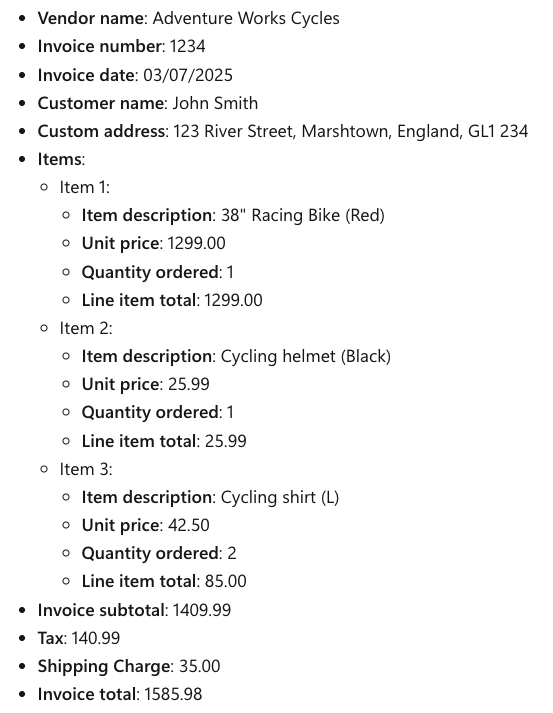 Vendor name: Adventure Works Cycles
Invoice number: 1234
Invoice date: 03/07/2025
Customer name: John Smith
Custom address: 123 River Street, Marshtown, England, GL1 234
Items:
Item 1:
Item description: 38" Racing Bike (Red)
Unit price: 1299.00
Quantity ordered: 1
Line item total: 1299.00
Item 2:
Item description: Cycling helmet (Black)
Unit price: 25.99
Quantity ordered: 1
Line item total: 25.99
Item 3:
Item description: Cycling shirt (L)
Unit price: 42.50
Quantity ordered: 2
Line item total: 85.00
Invoice subtotal: 1409.99
Tax: 140.99
Shipping Charge: 35.00
Invoice total: 1585.98